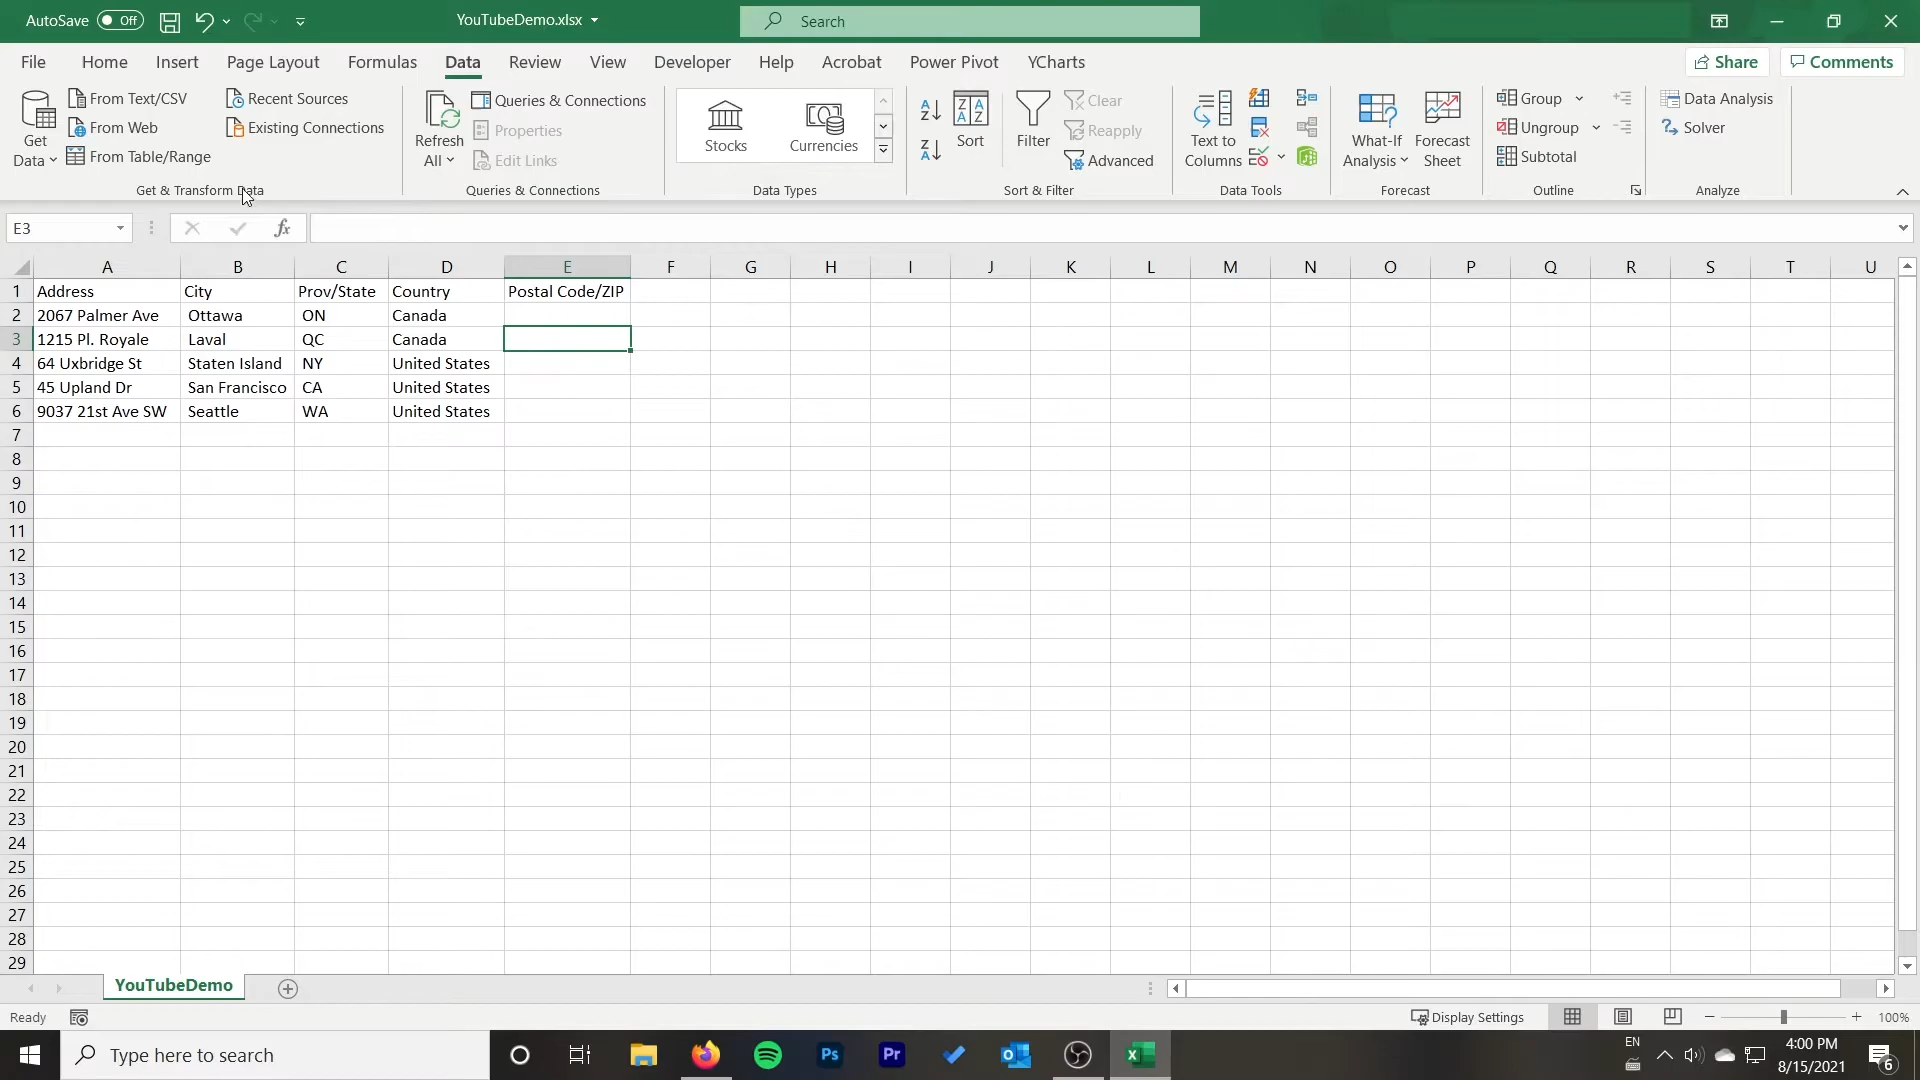 AutoSave Off YouTubeDemo.xlsx Search
File Home Insert Page Layout Formulas Data Review View Developer Help Acrobat Power Pivot YCharts Share Comments
Get Data
From Text/CSV
From Web
From Table/Range
Recent Sources
Existing Connections
Get & Transform Data
Refresh All
Queries & Connections
Properties
Edit Links
Queries & Connections
Stocks Currencies
Data Types
Sort
Filter
Clear
Reapply
Advanced
Sort & Filter
Text to Columns
Data Tools
What-If Analysis
Forecast Sheet
Forecast
Group
Ungroup
Subtotal
Outline
Data Analysis
Solver
Analyze
E3 fx
A B C D E F G H I J K L M N O P Q R S T U
1 Address City Prov/State Country Postal Code/ZIP
2 2067 Palmer Ave Ottawa ON Canada
3 1215 Pl. Royale Laval QC Canada
4 64 Uxbridge St Staten Island NY United States
5 45 Upland Dr San Francisco CA United States
6 9037 21st Ave SW Seattle WA United States
7
8
9
10
11
12
13
14
15
16
17
18
19
20
21
22
23
24
25
26
27
28
29
YouTubeDemo
Ready Display Settings 100%
Type here to search Ps Pr EN 4:00 PM
8/15/2021 6